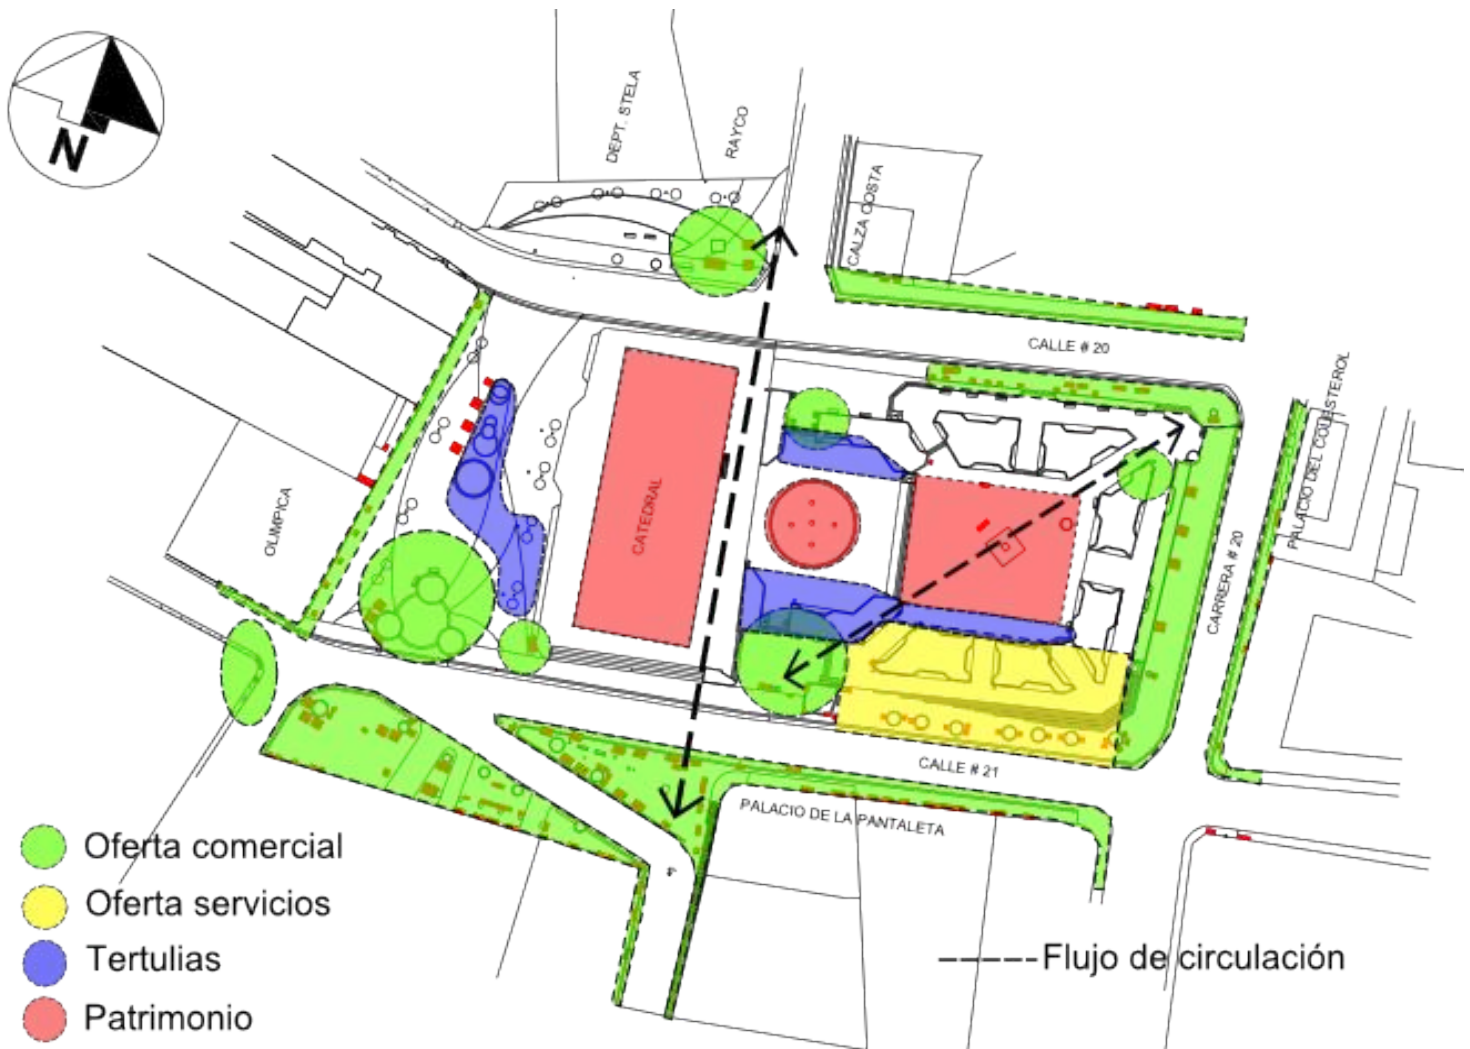 N
DEPT. STELA
RAYCO
CALZA COSTA
CALLE # 20
PALACIO DEL COLESTEROL
CATEDRAL
OLIMPICA
CARRERA # 20
CALLE # 21
PALACIO DE LA PANTALETA
Oferta comercial
Oferta servicios
Tertulias
Patrimonio
Flujo de circulación